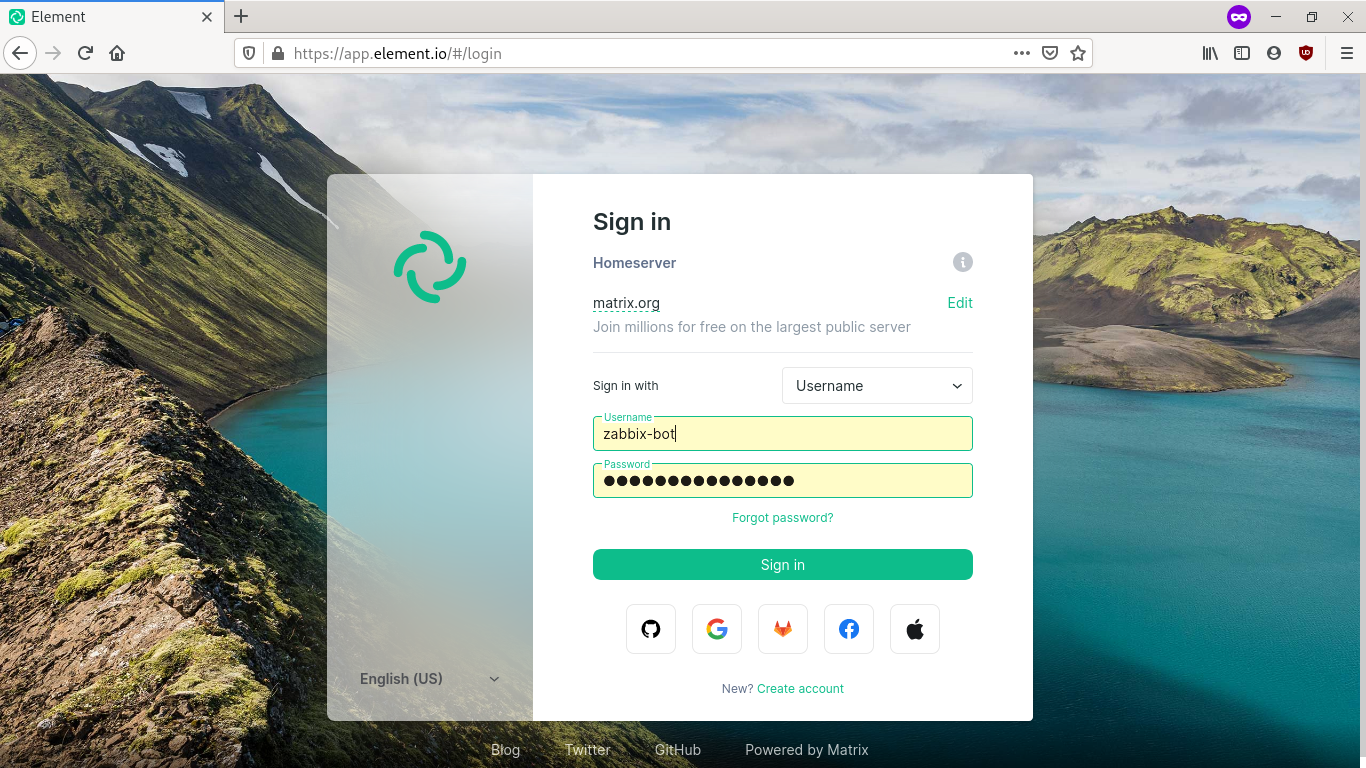 Element
https://app.element.io/#/login
Sign in
Homeserver
matrix.org
Edit
Join millions for free on the largest public server
Sign in with
Username
Username
zabbix-bot
Password
●●●●●●●●●●●●●●●
Forgot password?
Sign in
New? Create account
English (US)
Blog
Twitter
GitHub
Powered by Matrix